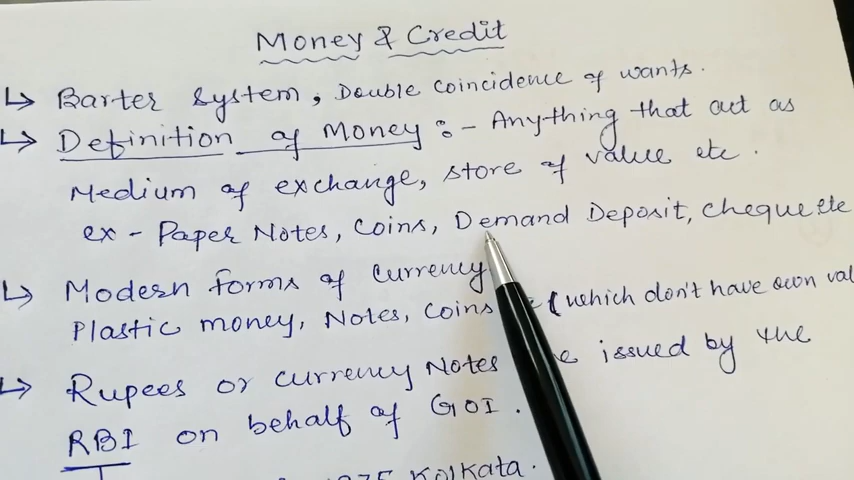 Money & Credit
↳ Barter system, Double coincidence of wants.
↳ Definition of Money :- Anything that act as
Medium of exchange, store of value etc.
ex - Paper Notes, Coins, Demand Deposit, cheque etc
↳ Modern forms of currency
Plastic money, Notes, Coins (which don't have own val
↳ Rupees or currency Notes issued by the
RBI on behalf of GOI.
Kolkata.